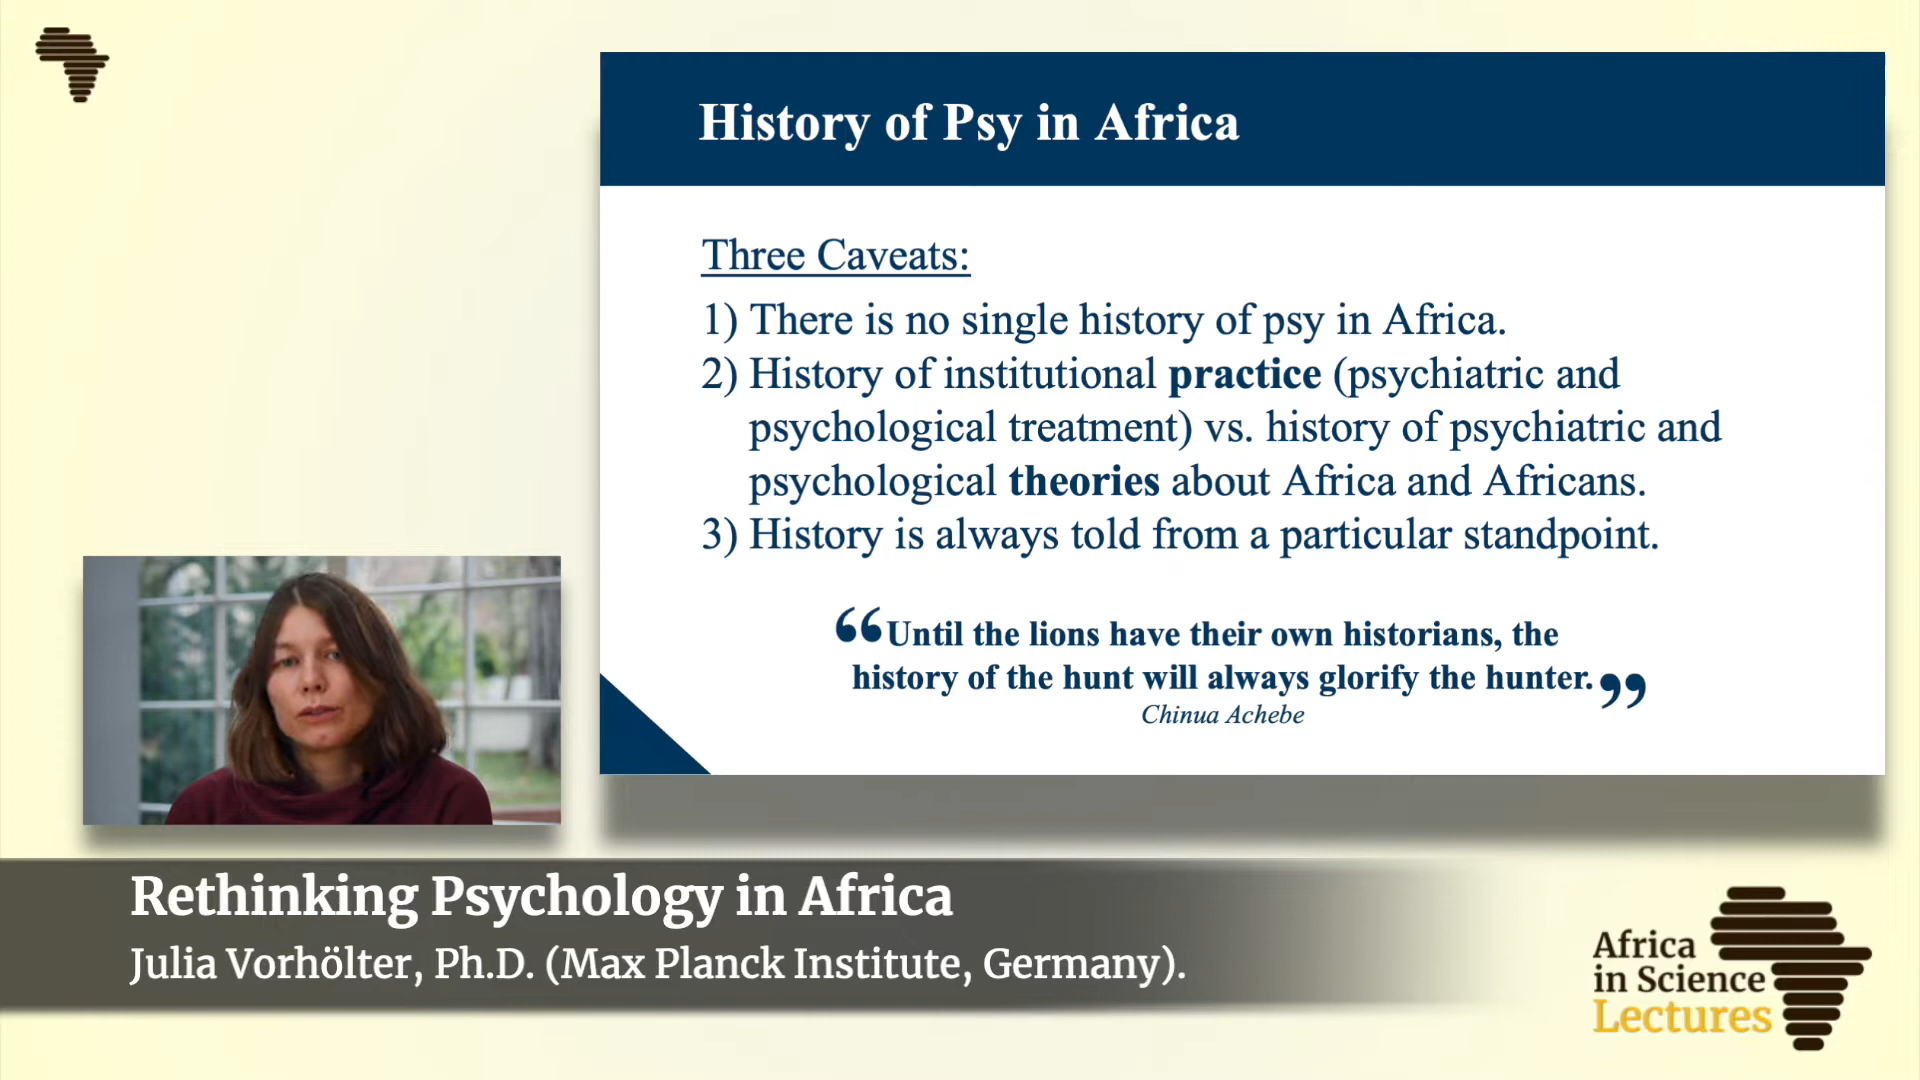 History of Psy in Africa
Three Caveats:
1) There is no single history of psy in Africa.
2) History of institutional practice (psychiatric and
psychological treatment) vs. history of psychiatric and
psychological theories about Africa and Africans.
3) History is always told from a particular standpoint.
“Until the lions have their own historians, the
history of the hunt will always glorify the hunter.”
Chinua Achebe
Rethinking Psychology in Africa
Julia Vorhölter, Ph.D. (Max Planck Institute, Germany).
Africa
in Science
Lectures